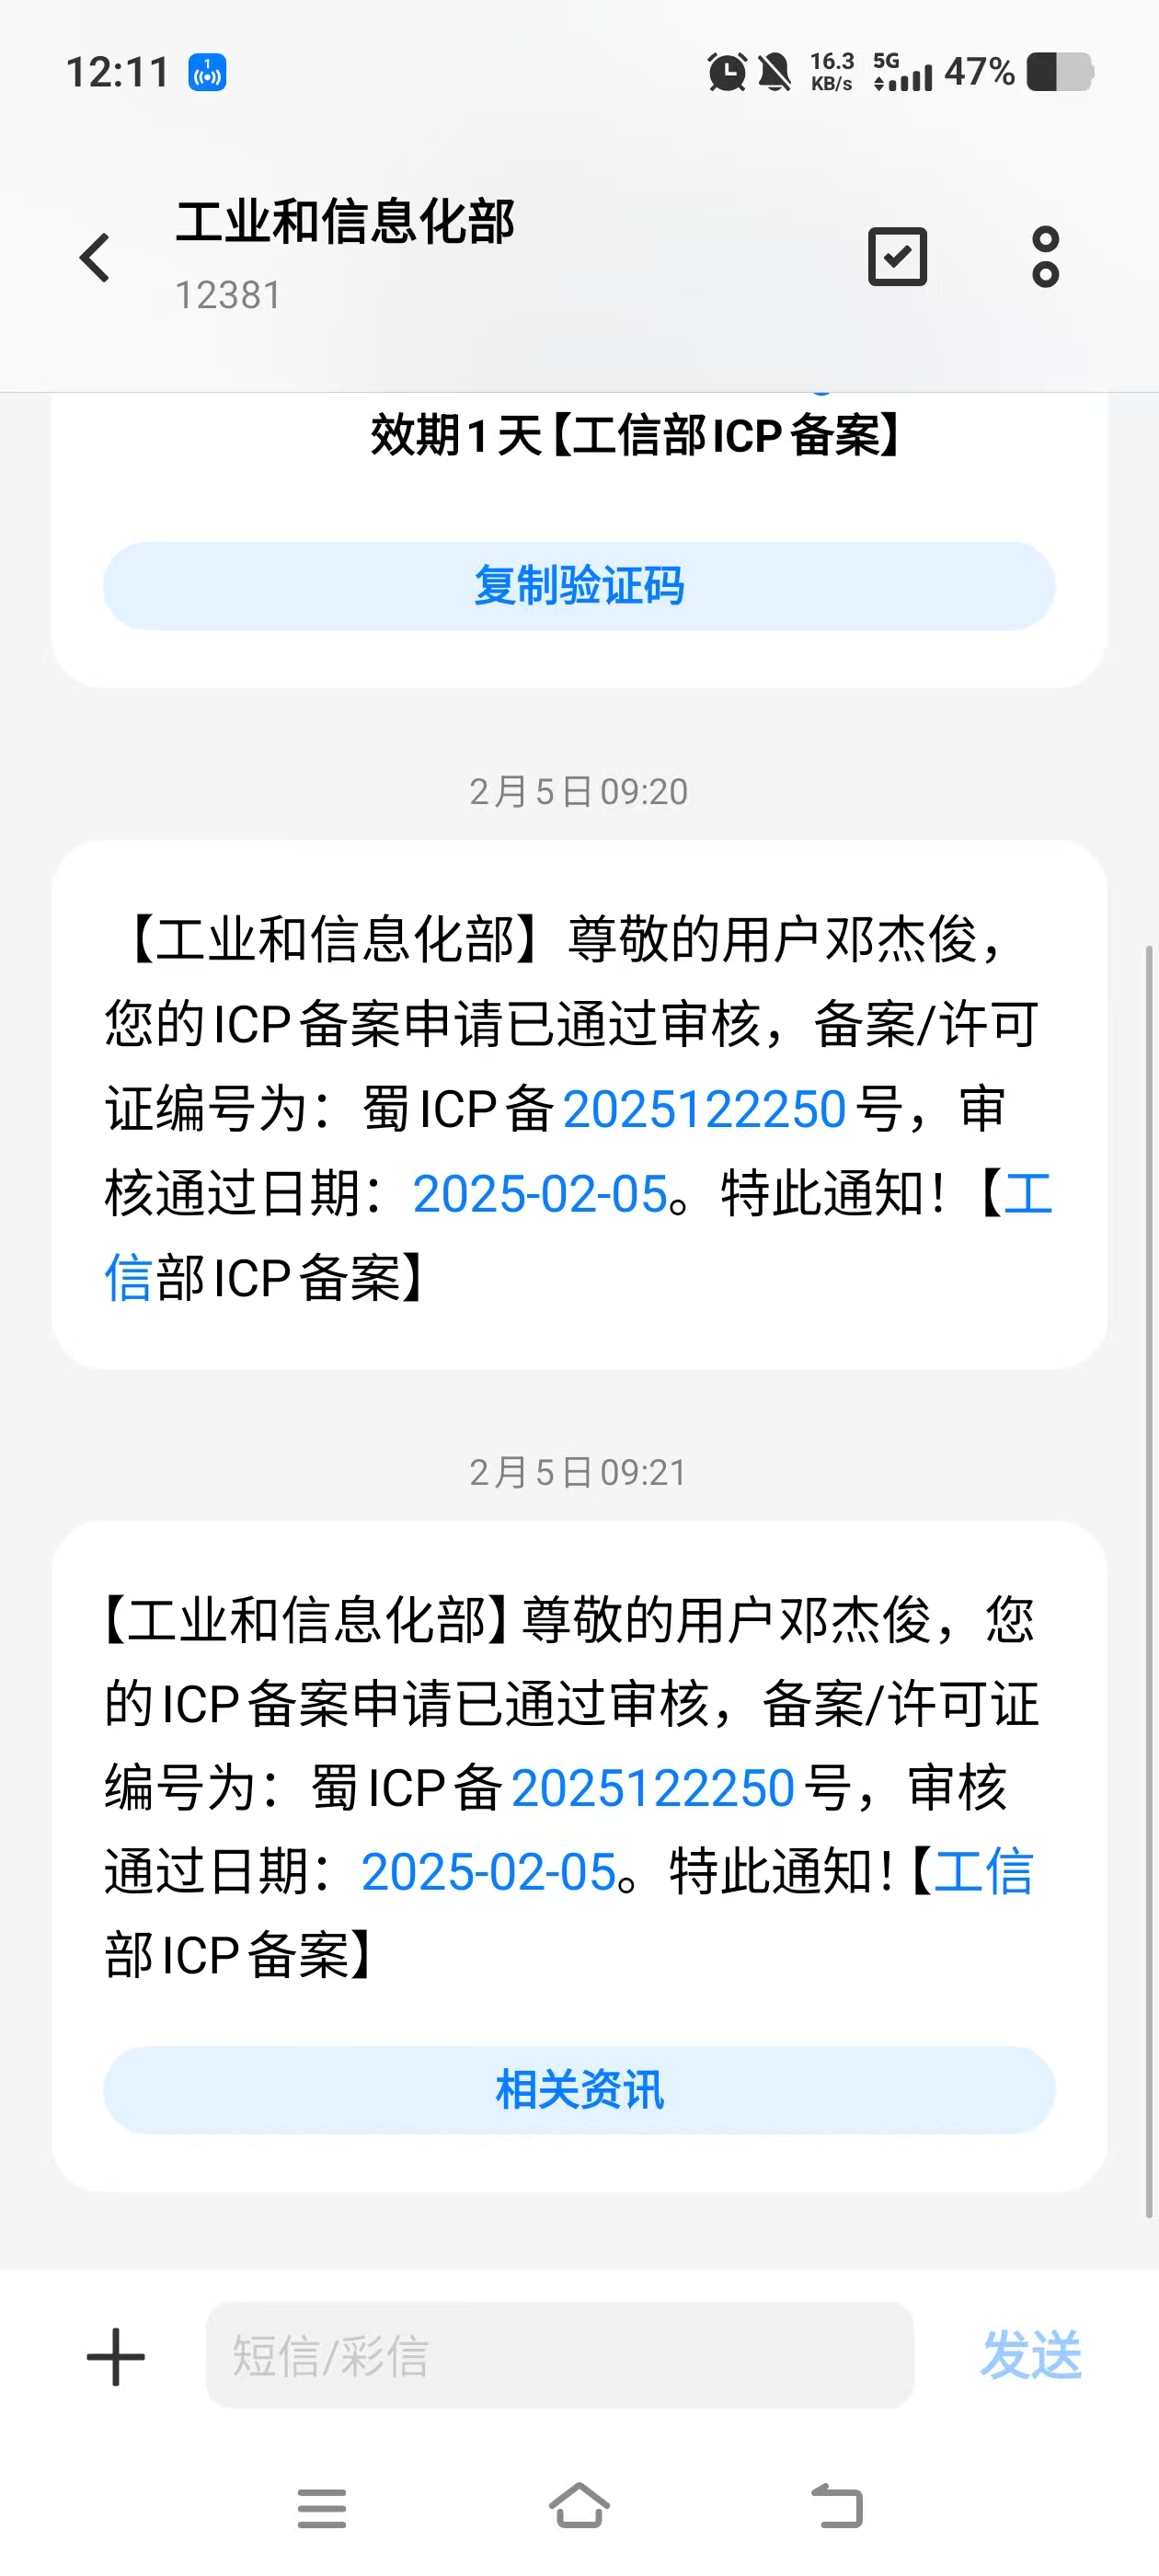 12:11
16.3 KB/s 5G 47%
工业和信息化部
12381
效期1天【工信部ICP备案】
复制验证码
2月5日09:20
【工业和信息化部】尊敬的用户邓杰俊，
您的ICP备案申请已通过审核，备案/许可
证编号为：蜀ICP备2025122250号，审
核通过日期：2025-02-05。特此通知！【工
信部ICP备案】
2月5日09:21
【工业和信息化部】尊敬的用户邓杰俊，您
的ICP备案申请已通过审核，备案/许可证
编号为：蜀ICP备2025122250号，审核
通过日期：2025-02-05。特此通知！【工信
部ICP备案】
相关资讯
短信/彩信
发送